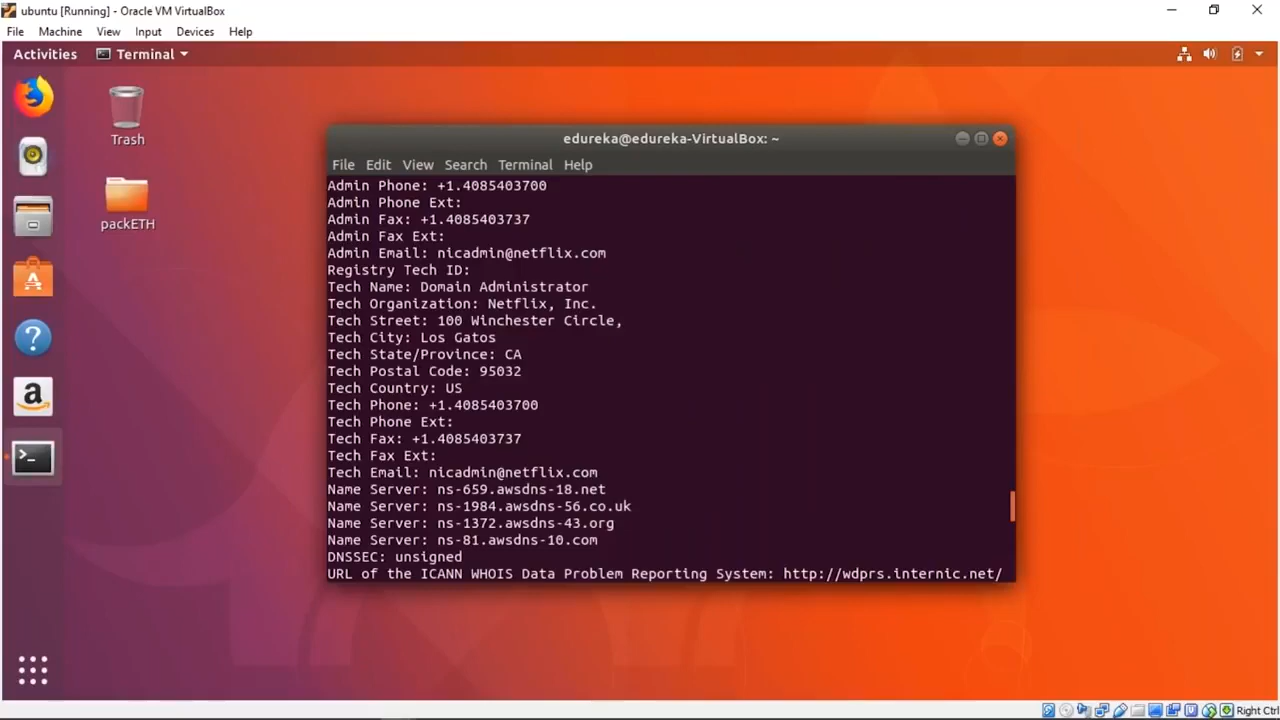 ubuntu [Running] - Oracle VM VirtualBox
File Machine View Input Devices Help
Activities Terminal
Trash
packETH
edureka@edureka-VirtualBox: ~
File Edit View Search Terminal Help
Admin Phone: +1.4085403700
Admin Phone Ext:
Admin Fax: +1.4085403737
Admin Fax Ext:
Admin Email: nicadmin@netflix.com
Registry Tech ID:
Tech Name: Domain Administrator
Tech Organization: Netflix, Inc.
Tech Street: 100 Winchester Circle,
Tech City: Los Gatos
Tech State/Province: CA
Tech Postal Code: 95032
Tech Country: US
Tech Phone: +1.4085403700
Tech Phone Ext:
Tech Fax: +1.4085403737
Tech Fax Ext:
Tech Email: nicadmin@netflix.com
Name Server: ns-659.awsdns-18.net
Name Server: ns-1984.awsdns-56.co.uk
Name Server: ns-1372.awsdns-43.org
Name Server: ns-81.awsdns-10.com
DNSSEC: unsigned
URL of the ICANN WHOIS Data Problem Reporting System: http://wdprs.internic.net/
Right Ctrl